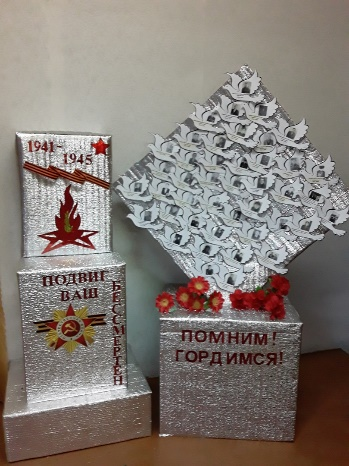 1941-
1945
ПОДВИГ
ВАШ
БЕССМЕРТЕН
ПОМНИМ!
ГОРДИМСЯ!